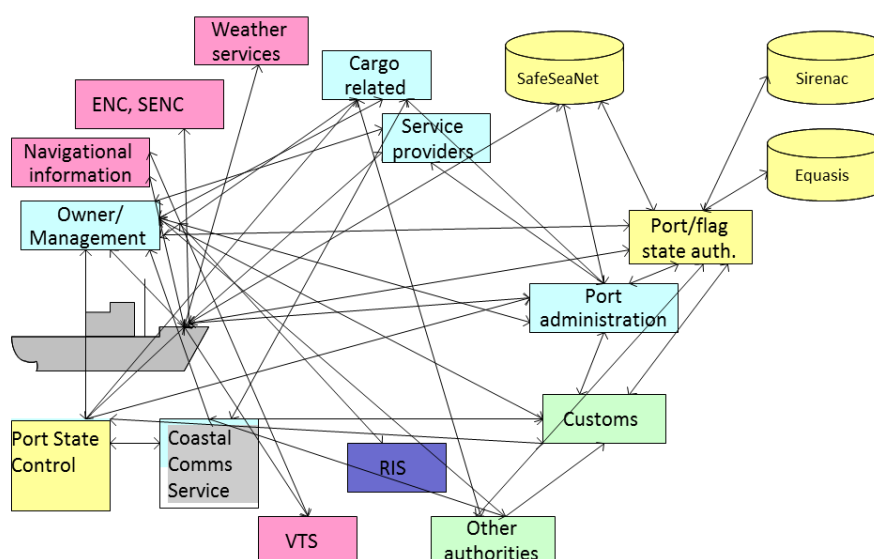 Weather
services
Cargo
related
SafeSeaNet
Sirenac
ENC, SENC
Service
providers
Navigational
information
Equasis
Owner/
Management
Port/flag
state auth.
Port
administration
Customs
Port State
Control
Coastal
Comms
Service
RIS
VTS
Other
authorities